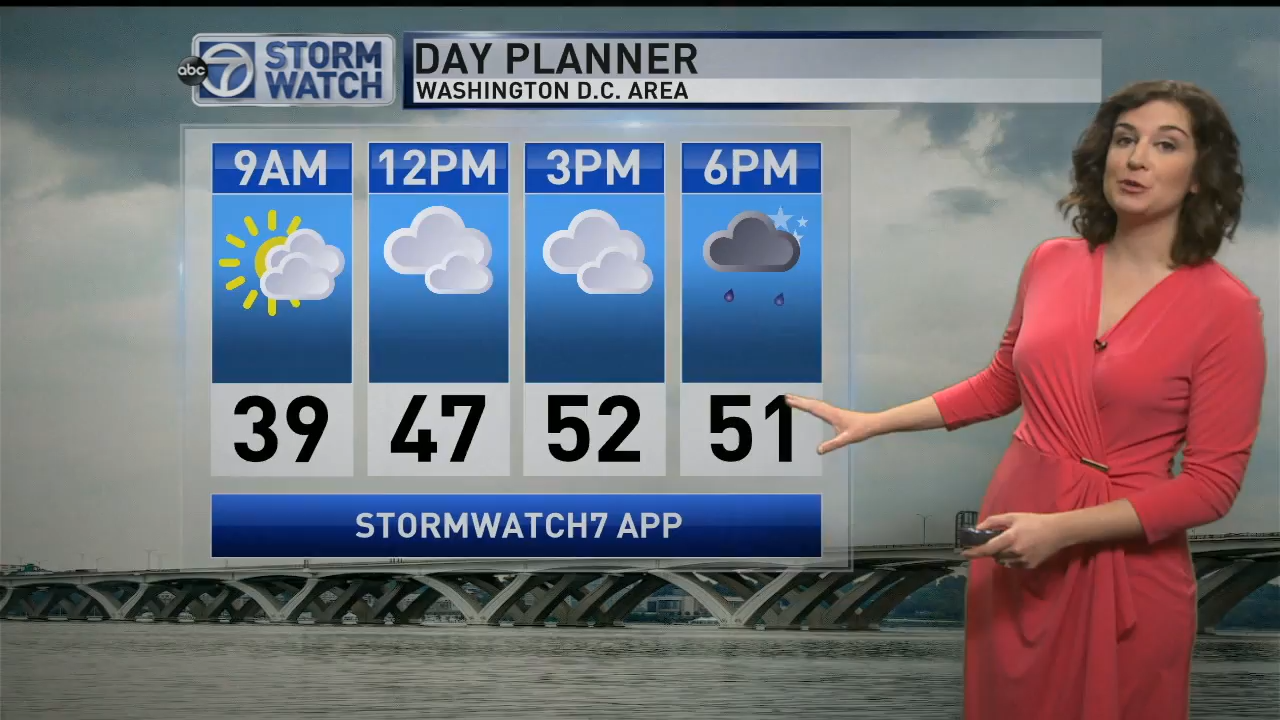 abc 7 STORM
WATCH
DAY PLANNER
WASHINGTON D.C. AREA
9AM 12PM 3PM 6PM
39 47 52 51
STORMWATCH7 APP